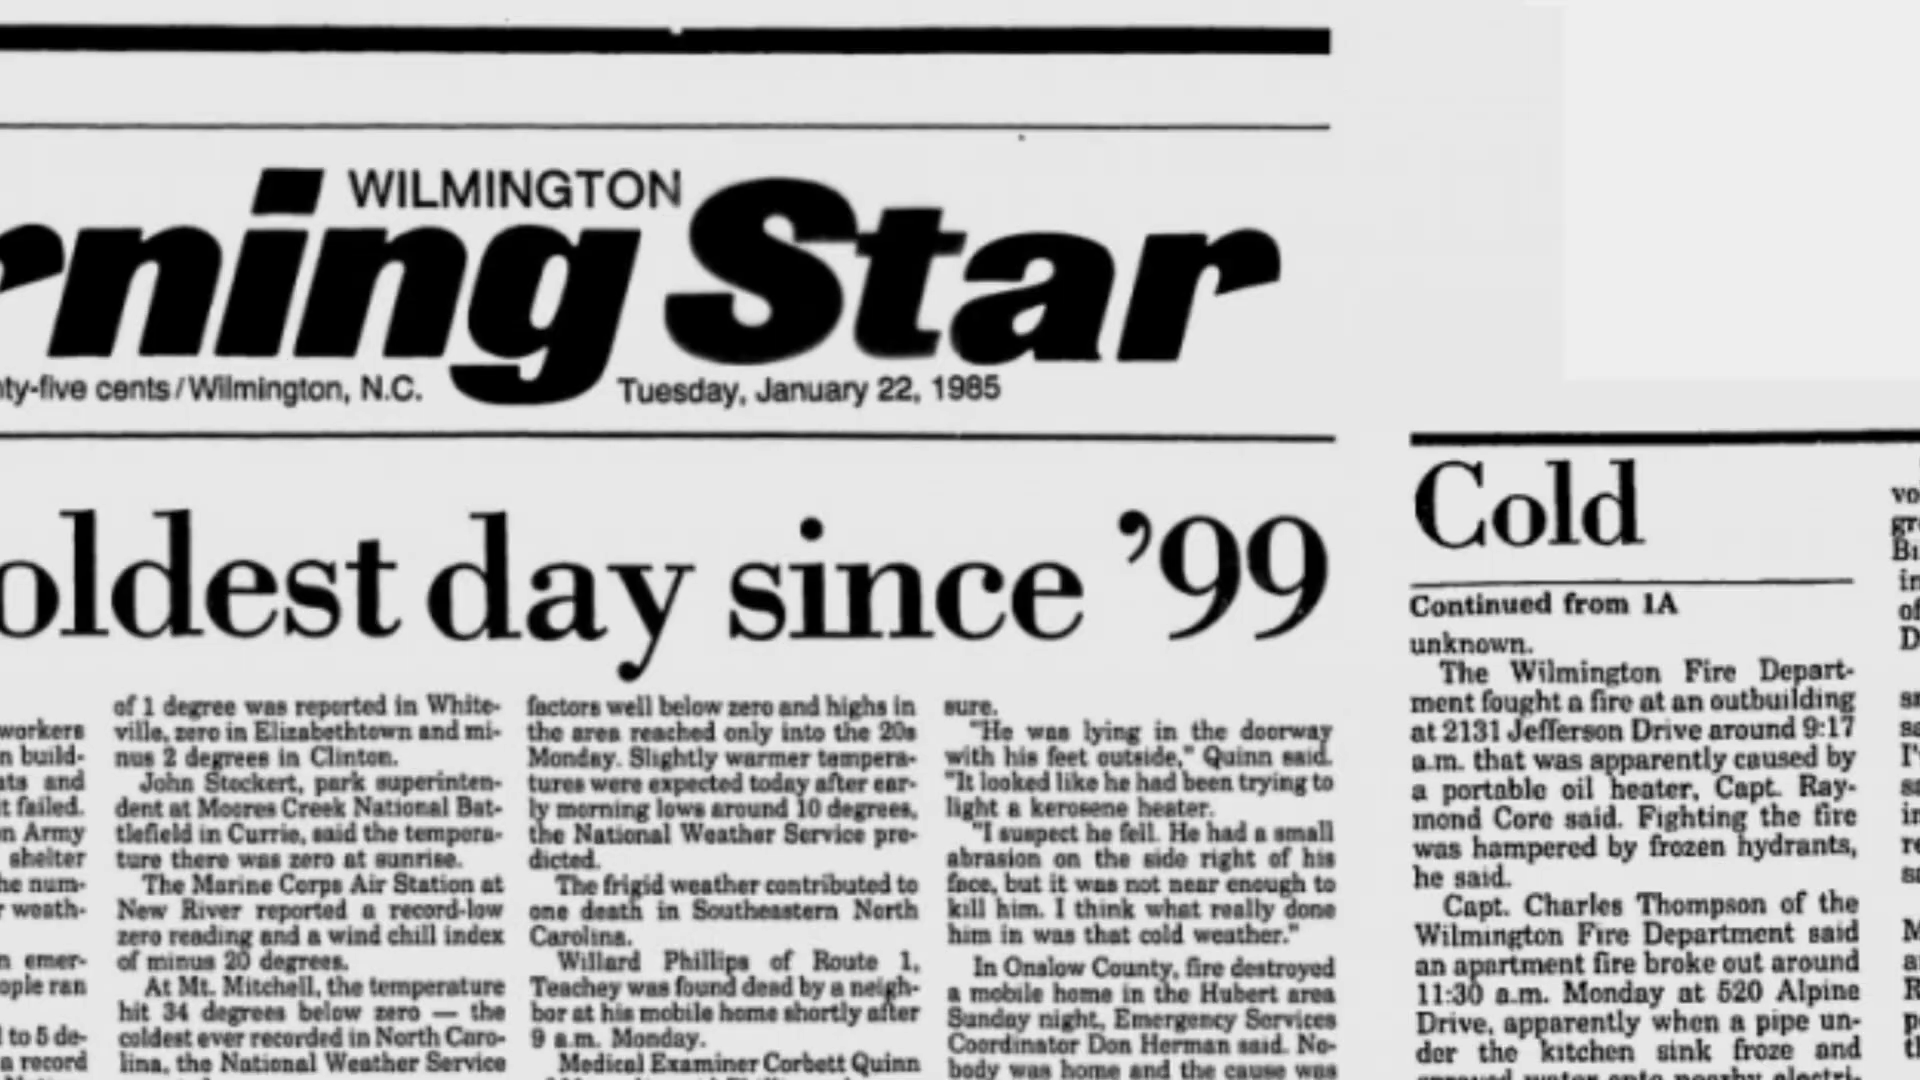 WILMINGTON
rning Star
ty-five cents / Wilmington, N.C.
Tuesday, January 22, 1985
oldest day since ’99
workers
n build-
ats and
t failed.
n Army
shelter
he num-
r weath-
n emer-
ople ran
l to 5 de-
a record
of 1 degree was reported in White-
ville, zero in Elizabethtown and mi-
nus 2 degrees in Clinton.
John Stockert, park superinten-
dent at Moores Creek National Bat-
tlefield in Currie, said the tempera-
ture there was zero at sunrise.
The Marine Corps Air Station at
New River reported a record-low
zero reading and a wind chill index
of minus 20 degrees.
At Mt. Mitchell, the temperature
hit 34 degrees below zero — the
coldest ever recorded in North Caro-
lina, the National Weather Service
factors well below zero and highs in
the area reached only into the 20s
Monday. Slightly warmer tempera-
tures were expected today after ear-
ly morning lows around 10 degrees,
the National Weather Service pre-
dicted.
The frigid weather contributed to
one death in Southeastern North
Carolina.
Willard Phillips of Route 1,
Teachey was found dead by a neigh-
bor at his mobile home shortly after
9 a.m. Monday.
Medical Examiner Corbett Quinn
sure.
"He was lying in the doorway
with his feet outside," Quinn said.
"It looked like he had been trying to
light a kerosene heater.
"I suspect he fell. He had a small
abrasion on the side right of his
face, but it was not near enough to
kill him. I think what really done
him in was that cold weather."
In Onslow County, fire destroyed
a mobile home in the Hubert area
Sunday night, Emergency Services
Coordinator Don Herman said. No-
body was home and the cause was
Cold
Continued from 1A
unknown.
The Wilmington Fire Depart-
ment fought a fire at an outbuilding
at 2131 Jefferson Drive around 9:17
a.m. that was apparently caused by
a portable oil heater, Capt. Ray-
mond Core said. Fighting the fire
was hampered by frozen hydrants,
he said.
Capt. Charles Thompson of the
Wilmington Fire Department said
an apartment fire broke out around
11:30 a.m. Monday at 520 Alpine
Drive, apparently when a pipe un-
der the kitchen sink froze and